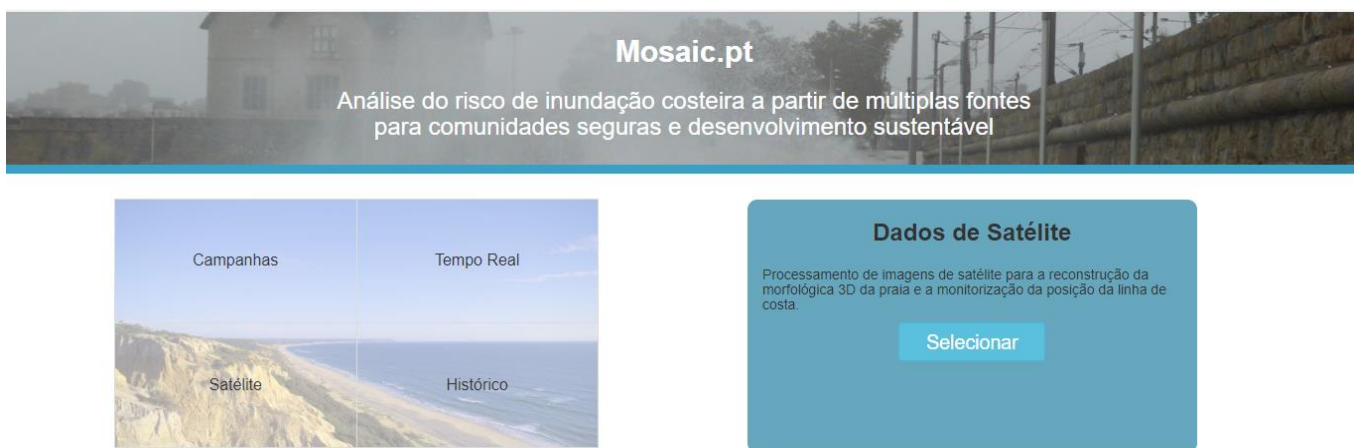 Mosaic.pt
Análise do risco de inundação costeira a partir de múltiplas fontes
para comunidades seguras e desenvolvimento sustentável
Campanhas
Tempo Real
Satélite
Histórico
Dados de Satélite
Processamento de imagens de satélite para a reconstrução da
morfológica 3D da praia e a monitorização da posição da linha de
costa.
Selecionar